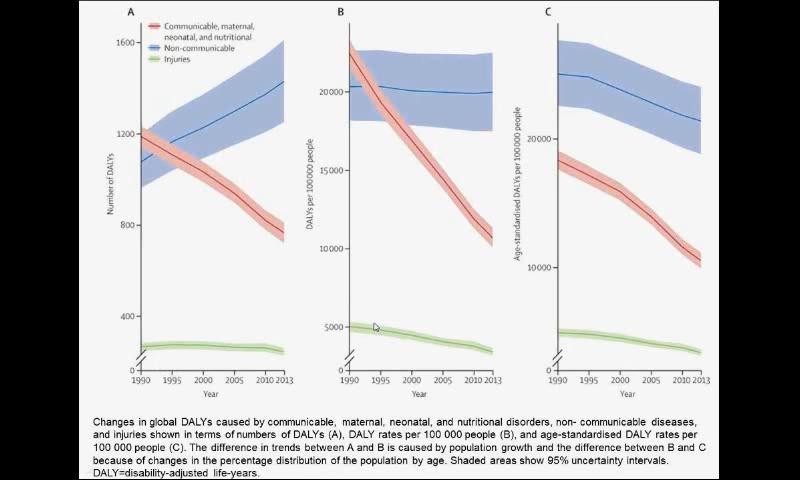 A
Communicable, maternal,
neonatal, and nutritional
Non-communicable
Injuries
1600
1200
800
400
0
Number of DALYs
1990 1995 2000 2005 2010 2013
Year
B
20000
15000
10000
5000
0
DALYs per 100 000 people
1990 1995 2000 2005 2010 2013
Year
C
20000
10000
0
Age-standardised DALYs per 100 000 people
1990 1995 2000 2005 2010 2013
Year
Changes in global DALYs caused by communicable, maternal, neonatal, and nutritional disorders, non- communicable diseases,
and injuries shown in terms of numbers of DALYs (A), DALY rates per 100 000 people (B), and age-standardised DALY rates per
100 000 people (C). The difference in trends between A and B is caused by population growth and the difference between B and C
because of changes in the percentage distribution of the population by age. Shaded areas show 95% uncertainty intervals.
DALY=disability-adjusted life-years.